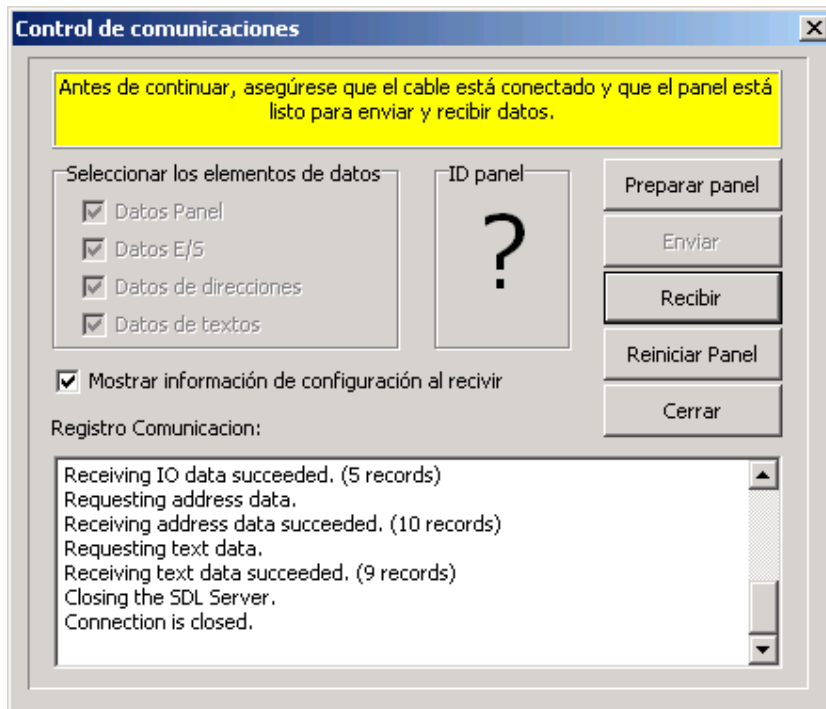 Control de comunicaciones
Antes de continuar, asegúrese que el cable está conectado y que el panel está
listo para enviar y recibir datos.
Seleccionar los elementos de datos
Datos Panel
Datos E/S
Datos de direcciones
Datos de textos
ID panel
?
Preparar panel
Enviar
Recibir
Reiniciar Panel
Cerrar
Mostrar información de configuración al recivir
Registro Comunicacion:
Receiving IO data succeeded. (5 records)
Requesting address data.
Receiving address data succeeded. (10 records)
Requesting text data.
Receiving text data succeeded. (9 records)
Closing the SDL Server.
Connection is closed.